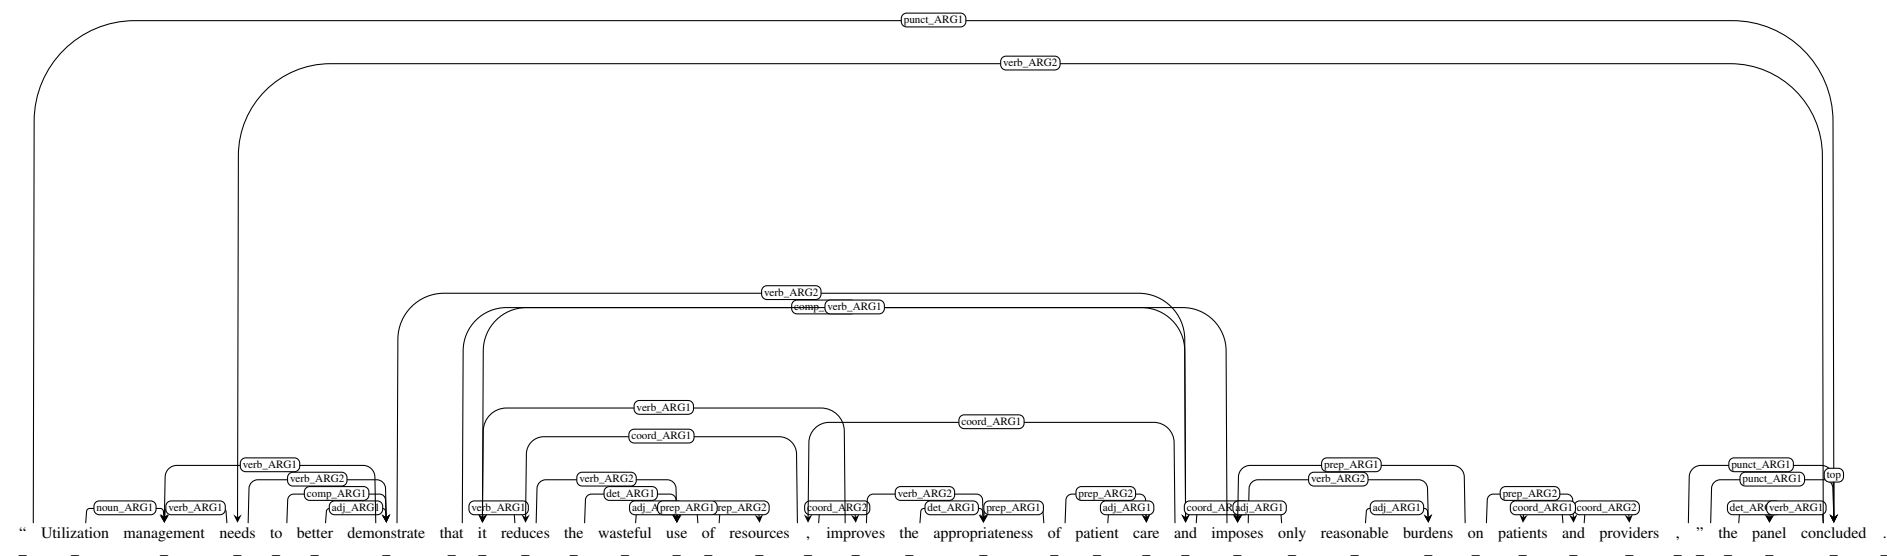 punct_ARG1
verb_ARG2
verb_ARG2
verb_ARG1
verb_ARG1
coord_ARG1
coord_ARG1
verb_ARG1 prep_ARG1 punct_ARG1
verb_ARG2 verb_ARG2 verb_ARG2 punct_ARG1 top
comp_ARG1 det_ARG1 verb_ARG2 prep_ARG2 prep_ARG2
noun_ARG1 verb_ARG1 adj_ARG1 verb_ARG1 prep_ARG1 coord_ARG2 det_ARG1 prep_ARG1 adj_ARG1 adj_ARG1 adj_ARG1 coord_ARG1 coord_ARG2 verb_ARG1
“ Utilization management needs to better demonstrate that it reduces the wasteful use of resources , improves the appropriateness of patient care and imposes only reasonable burdens on patients and providers , ” the panel concluded .